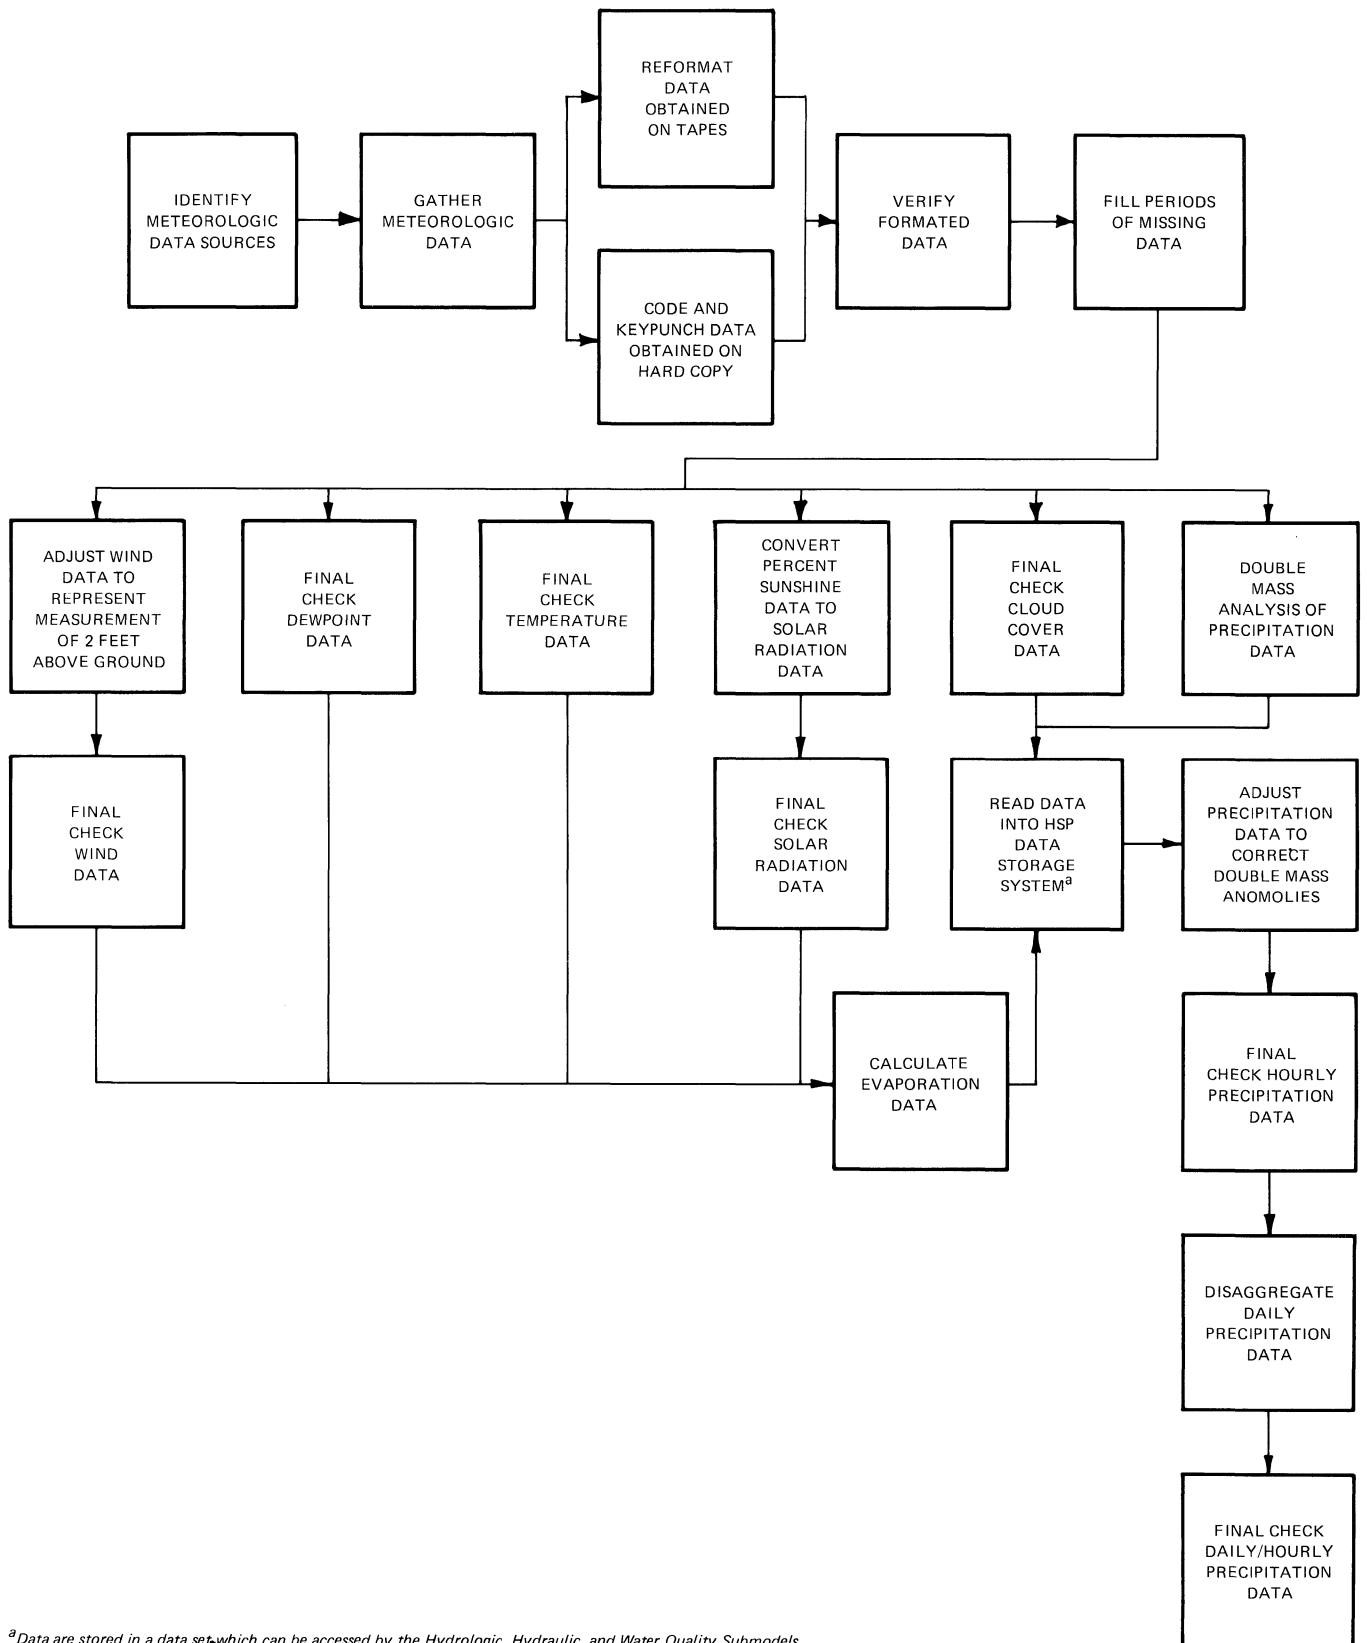 REFORMAT
DATA
OBTAINED
ON TAPES
IDENTIFY
METEOROLOGIC
DATA SOURCES
GATHER
METEOROLOGIC
DATA
CODE AND
KEYPUNCH DATA
OBTAINED ON
HARD COPY
VERIFY
FORMATED
DATA
FILL PERIODS
OF MISSING
DATA
ADJUST WIND
DATA TO
REPRESENT
MEASUREMENT
OF 2 FEET
ABOVE GROUND
FINAL
CHECK
DEWPOINT
DATA
FINAL
CHECK
TEMPERATURE
DATA
CONVERT
PERCENT
SUNSHINE
DATA TO
SOLAR
RADIATION
DATA
FINAL
CHECK
CLOUD
COVER
DATA
DOUBLE
MASS
ANALYSIS OF
PRECIPITATION
DATA
FINAL
CHECK
WIND
DATA
FINAL
CHECK
SOLAR
RADIATION
DATA
READ DATA
INTO HSP
DATA
STORAGE
SYSTEMa
ADJUST
PRECIPITATION
DATA TO
CORRECT
DOUBLE MASS
ANOMOLIES
CALCULATE
EVAPORATION
DATA
FINAL
CHECK HOURLY
PRECIPITATION
DATA
DISAGGREGATE
DAILY
PRECIPITATION
DATA
FINAL CHECK
DAILY/HOURLY
PRECIPITATION
DATA
aData are stored in a data set which can be accessed by the Hydrologic, Hydraulic, and Water Quality Submodels